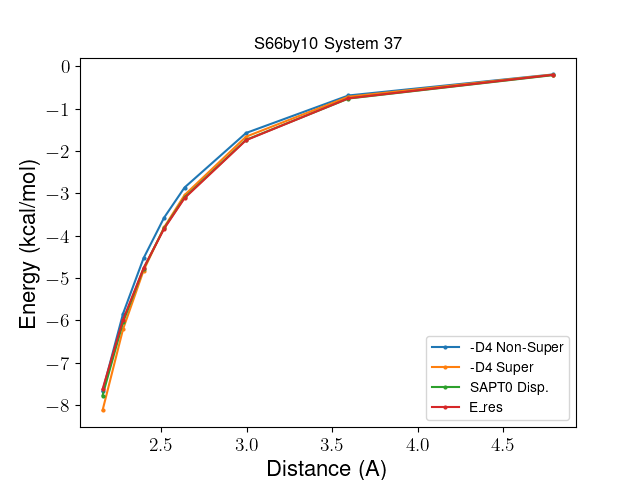 S66by10 System 37
0
−1
−2
−3
−4
−5
−6
−7
−8
Energy (kcal/mol)
2.5 3.0 3.5 4.0 4.5
Distance (A)
-D4 Non-Super
-D4 Super
SAPT0 Disp.
E_res